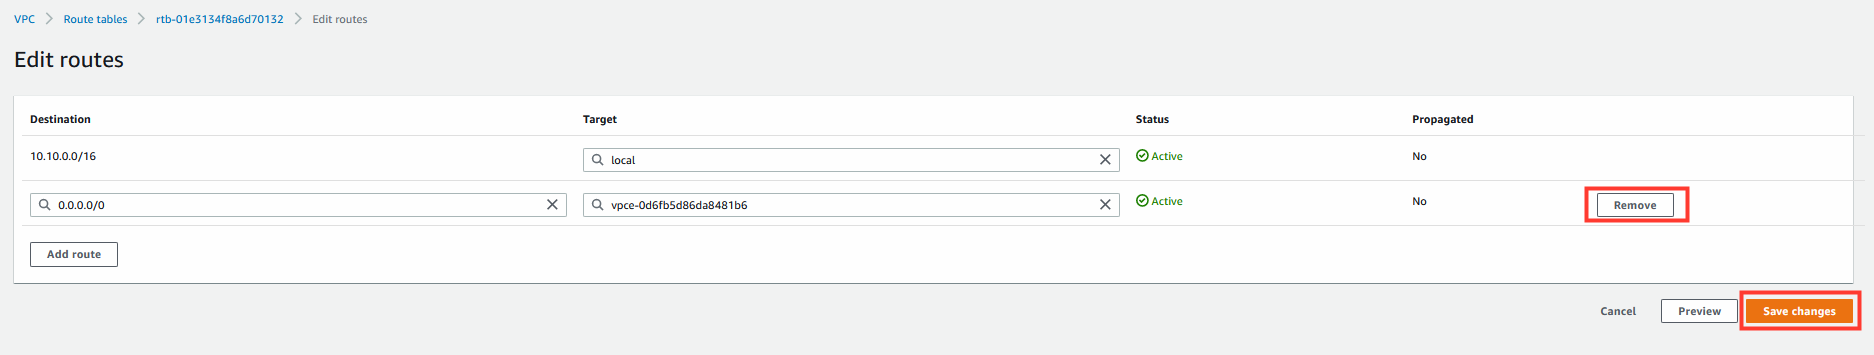 VPC > Route tables > rtb-01e3134f8a6d70132 > Edit routes
Edit routes
Destination Target Status Propagated
10.10.0.0/16 local Active No
0.0.0.0/0 vpce-0d6fb5d86da8481b6 Active No Remove
Add route
Cancel Preview Save changes